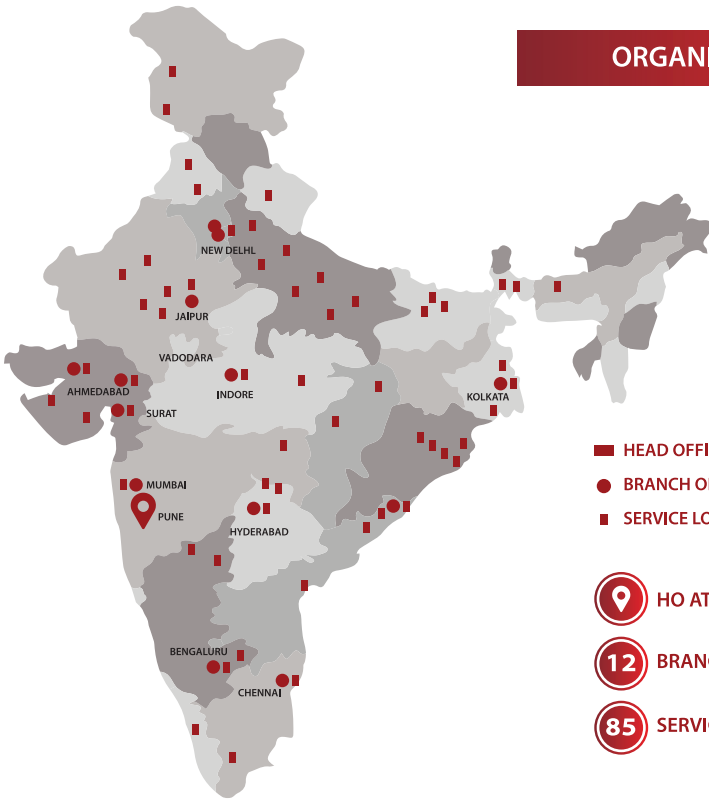 ORGANI
NEW DELHL
JAIPUR
VADODARA
AHMEDABAD
INDORE
SURAT
KOLKATA
HEAD OFFI
BRANCH O
MUMBAI
PUNE
SERVICE LO
HYDERABAD
HO AT
BENGALURU
12 BRANC
CHENNAI
85 SERVIC